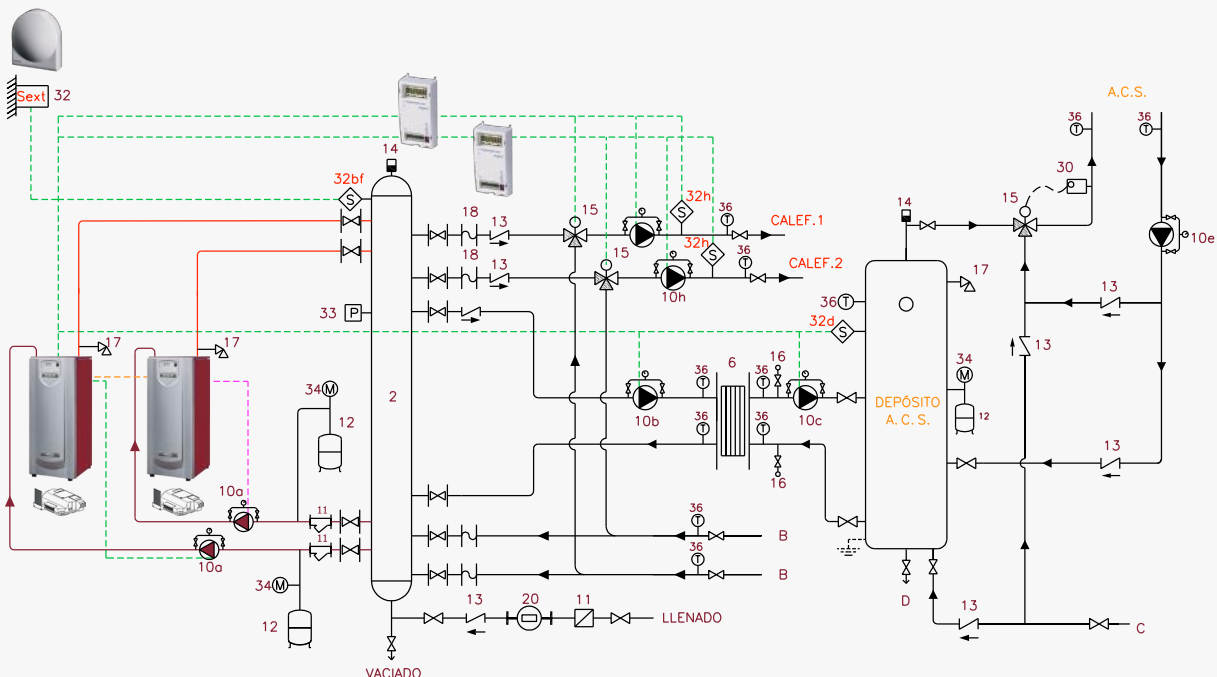 A.C.S.
Sext 32
36 36
30
14
32bf
15
14
32h
18 13 15 36
CALEF.1
10e
32h
18 13 15 36
CALEF.2
10h
17
13
36
33 P
32d
S
17 17
13
6
36 16
36
34 M
34 M
12
2
DEPÓSITO
A.C.S.
12
10b 10c
36 36
13
16
10a
11
36
B
11
10a
36
B
34 M
12
D
13 20 11
LLENADO
13
C
VACIADO